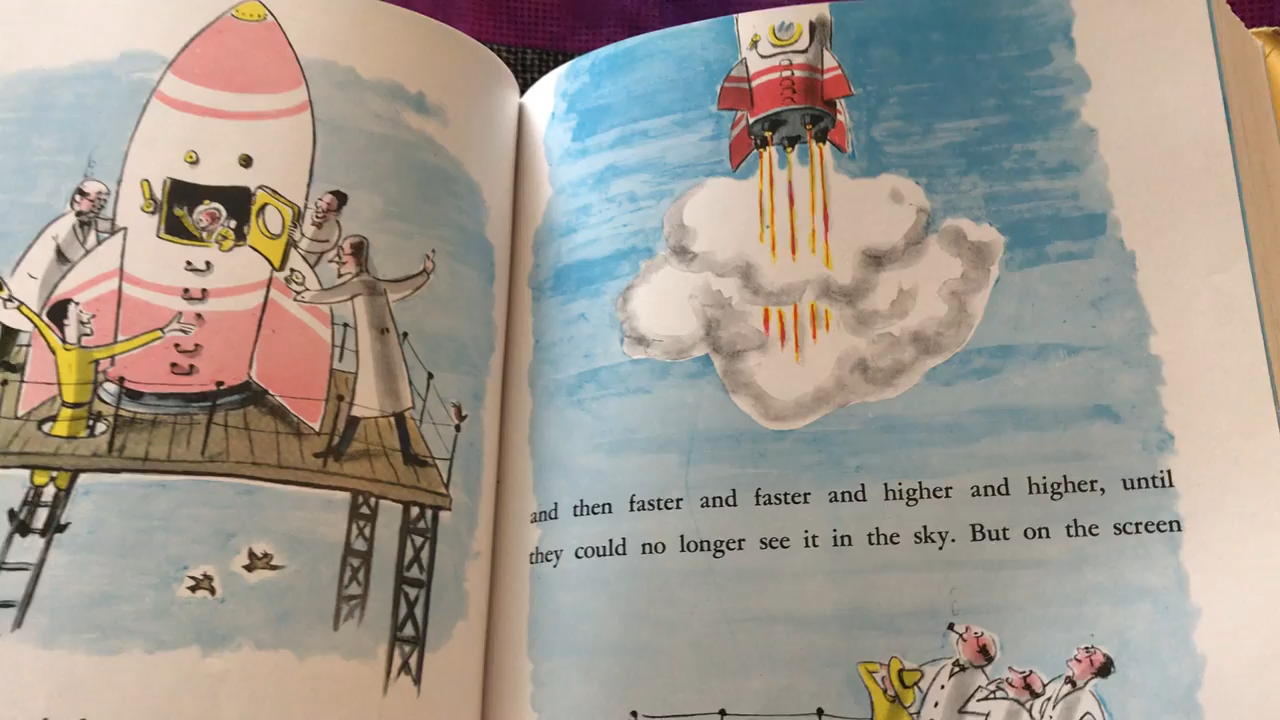 and then faster and faster and higher and higher, until
they could no longer see it in the sky. But on the screen